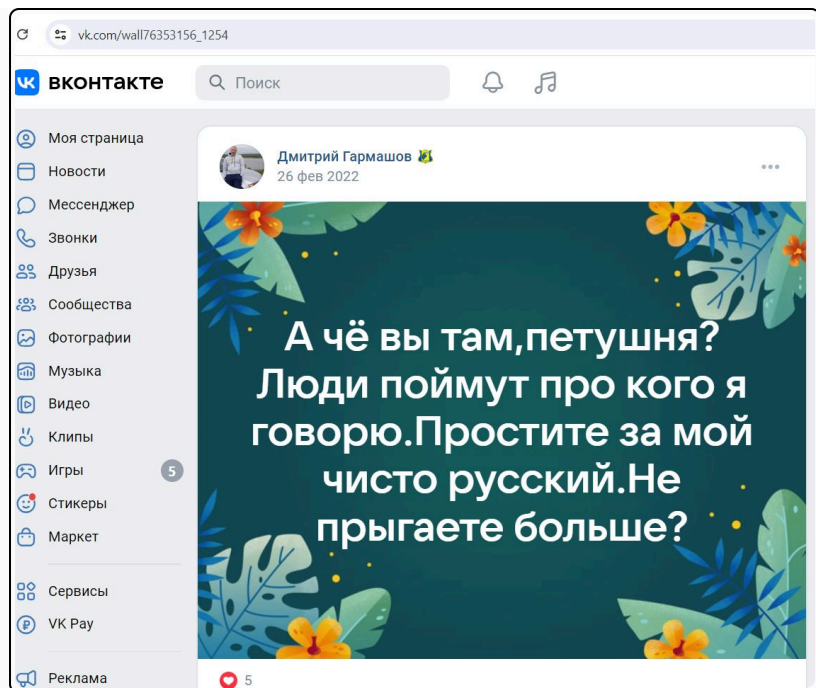 vk.com/wall76353156_1254
вконтакте
Поиск
Моя страница
Новости
Мессенджер
Звонки
Друзья
Сообщества
Фотографии
Музыка
Видео
Клипы
Игры 5
Стикеры
Маркет
Сервисы
VK Pay
Реклама
Дмитрий Гармашов
26 фев 2022
А чё вы там,петушня?
Люди поймут про кого я
говорю.Простите за мой
чисто русский.Не
прыгаете больше?
5